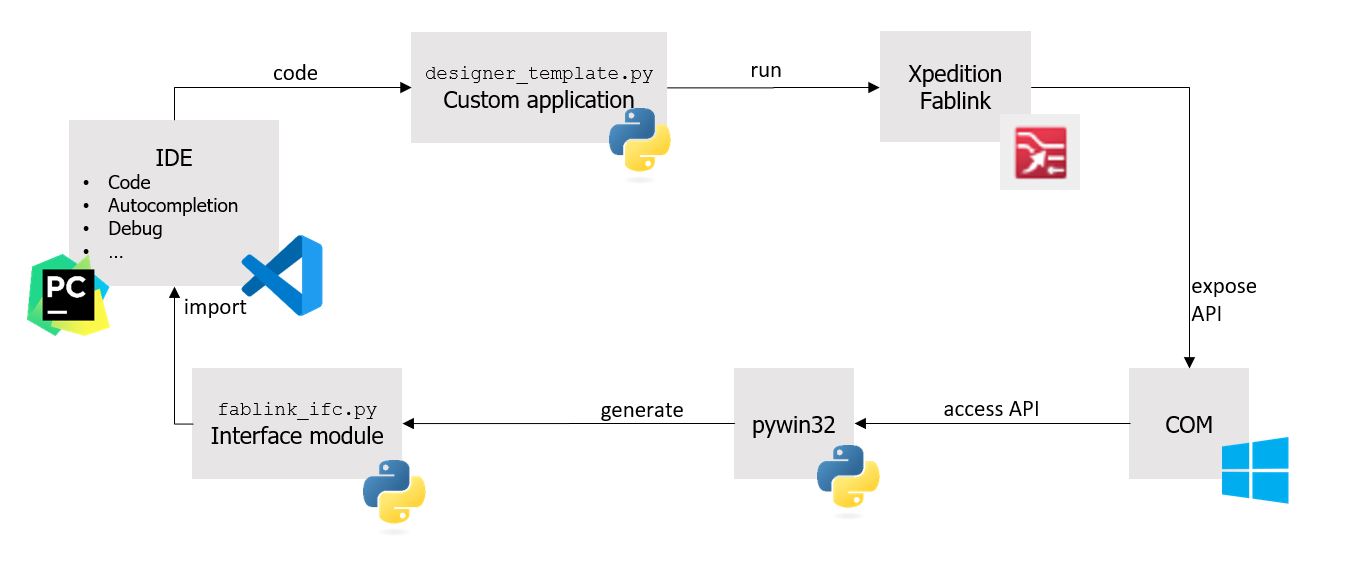 code
designer_template.py
Custom application
run
Xpedition
Fablink
IDE
• Code
• Autocompletion
• Debug
• ...
PC
import
expose
API
fablink_ifc.py
Interface module
generate
pywin32
access API
COM